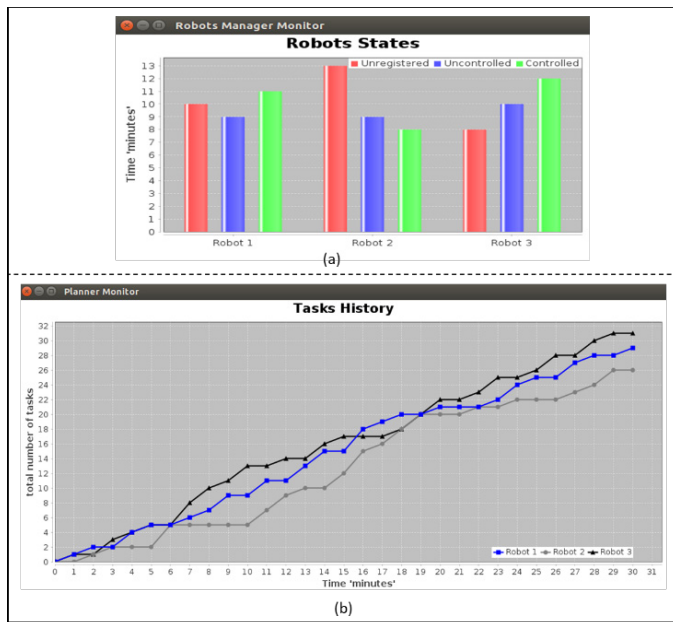 Robots Manager Monitor
Robots States
Unregistered Uncontrolled Controlled
Time 'minutes'
13
12
11
10
9
8
7
6
5
4
3
2
1
0
Robot 1 Robot 2 Robot 3
(a)
Planner Monitor
Tasks History
total number of tasks
32
30
28
26
24
22
20
18
16
14
12
10
8
6
4
2
0
Robot 1 Robot 2 Robot 3
0 1 2 3 4 5 6 7 8 9 10 11 12 13 14 15 16 17 18 19 20 21 22 23 24 25 26 27 28 29 30 31
Time 'minutes'
(b)